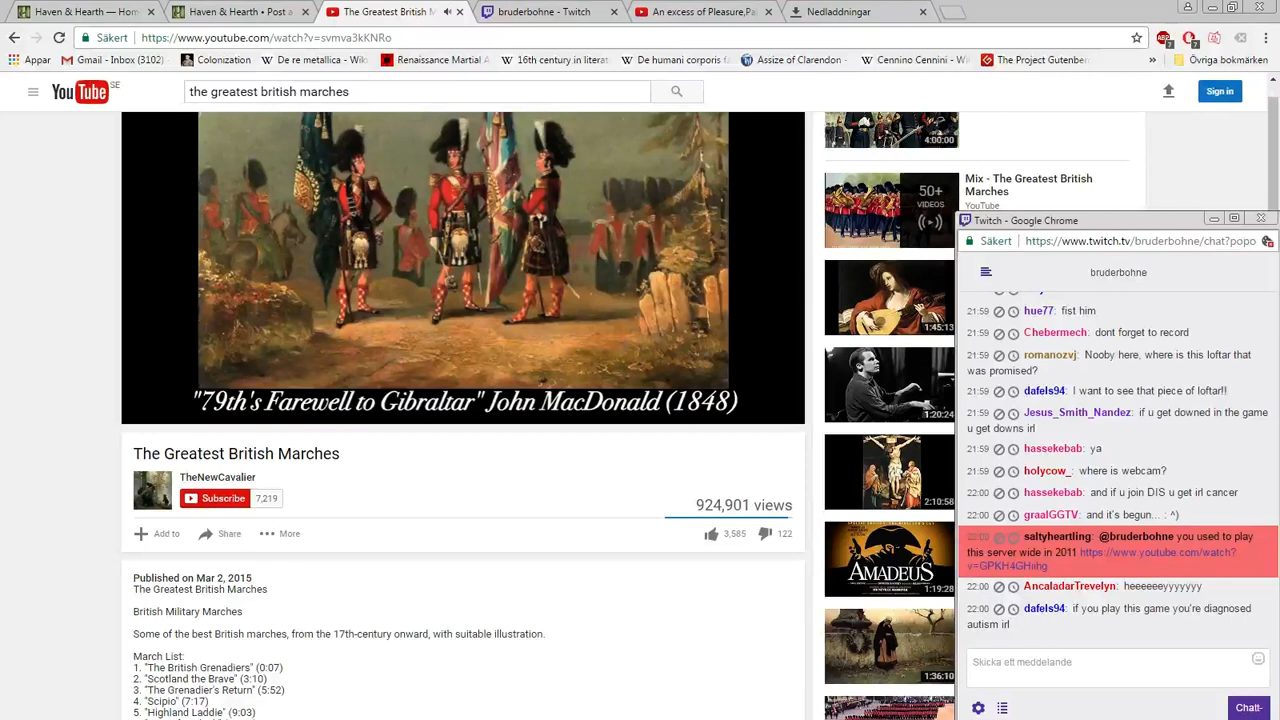 Haven & Hearth • Hom
Haven & Hearth • Post a
The Greatest British M
bruderbohne - Twitch
An excess of Pleasure,Pa
Nedladdningar
Säkert
https://www.youtube.com/watch?v=svmva3kKNRo
Appar
Gmail - Inbox (3102)
Colonization
De re metallica - Wiki
Renaissance Martial A
16th century in literat
De humani corporis fa
Assize of Clarendon -
Cennino Cennini - Wi
The Project Gutenber
»
Övriga bokmärken
YouTube SE
the greatest british marches
Sign in
"79th's Farewell to Gibraltar" John MacDonald (1848)
The Greatest British Marches
TheNewCavalier
Subscribe 7,219
924,901 views
Add to Share More
3,585 122
Published on Mar 2, 2015
The Greatest British Marches
British Military Marches
Some of the best British marches, from the 17th-century onward, with suitable illustration.
March List:
1. "The British Grenadiers" (0:07)
2. "Scotland the Brave" (3:10)
3. "The Grenadier's Return" (5:52)
4:00:00
50+
VIDEOS
Mix - The Greatest British
Marches
YouTube
1:45:13
1:20:24
2:10:58
AMADEUS
1:19:28
1:36:10
Twitch - Google Chrome
Säkert
https://www.twitch.tv/bruderbohne/chat?popo
bruderbohne
21:59 hue77: fist him
21:59 Chebermech: dont forget to record
21:59 romanozvj: Nooby here, where is this loftar that
was promised?
21:59 dafels94: I want to see that piece of loftar!!
21:59 Jesus_Smith_Nandez: if u get downed in the game
u get downs irl
21:59 hassekebab: ya
21:59 holycow_: where is webcam?
22:00 hassekebab: and if u join DIS u get irl cancer
22:00 graalGGTV: and it's begun... : ^)
22:00 saltyheartling: @bruderbohne you used to play
this server wide in 2011 https://www.youtube.com/watch?
v=GPKH4GHiihg
22:00 AncaladarTrevelyn: heeeeeeyyyyyyy
22:00 dafels94: if you play this game you're diagnosed
autism irl
Skicka ett meddelande
Chatt-